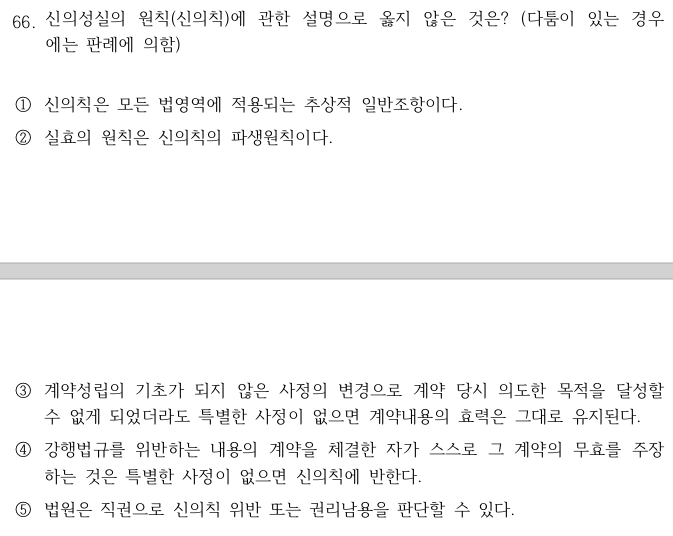 66. 신의성실의 원칙(신의칙)에 관한 설명으로 옳지 않은 것은? (다툼이 있는 경우
에는 판례에 의함)
① 신의칙은 모든 법영역에 적용되는 추상적 일반조항이다.
② 실효의 원칙은 신의칙의 파생원칙이다.
③ 계약성립의 기초가 되지 않은 사정의 변경으로 계약 당시 의도한 목적을 달성할
수 없게 되었더라도 특별한 사정이 없으면 계약내용의 효력은 그대로 유지된다.
④ 강행법규를 위반하는 내용의 계약을 체결한 자가 스스로 그 계약의 무효를 주장
하는 것은 특별한 사정이 없으면 신의칙에 반한다.
⑤ 법원은 직권으로 신의칙 위반 또는 권리남용을 판단할 수 있다.